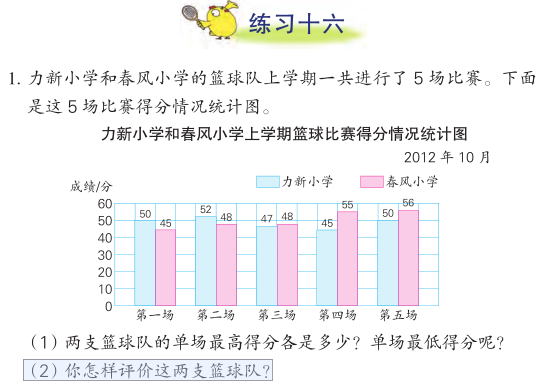 练习十六
1. 力新小学和春风小学的篮球队上学期一共进行了 5 场比赛。下面
是这 5 场比赛得分情况统计图。
力新小学和春风小学上学期篮球比赛得分情况统计图
2012 年 10 月
成绩/分
力新小学 春风小学
60
50
40
30
20
10
0
50 45 52 48 47 48 45 55 50 56
第一场 第二场 第三场 第四场 第五场
(1) 两支篮球队的单场最高得分各是多少? 单场最低得分呢?
(2) 你怎样评价这两支篮球队?